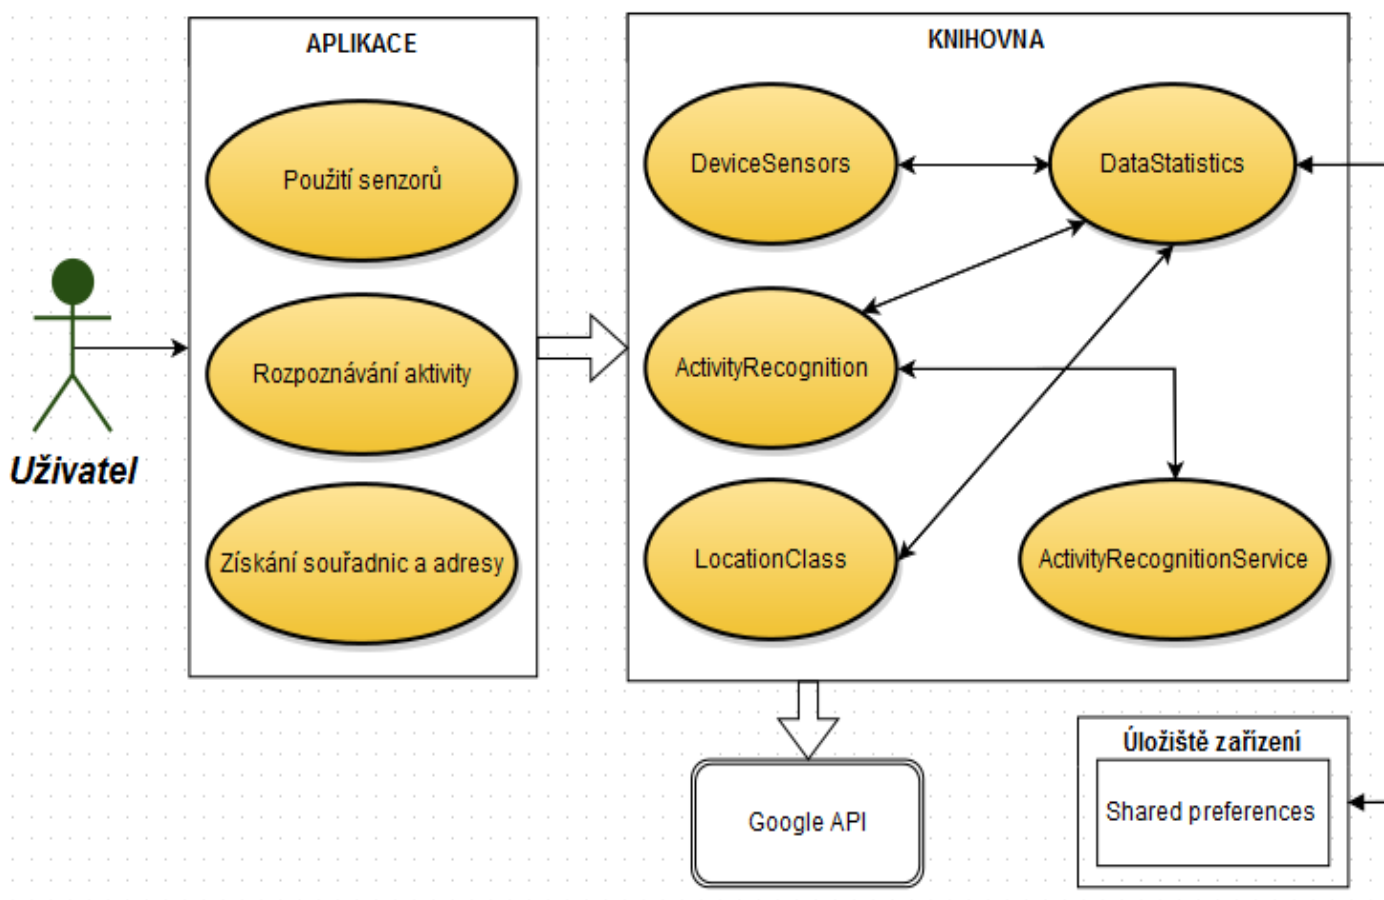 Uživatel
APLIKACE
Použití senzorů
Rozpoznávání aktivity
Získání souřadnic a adresy
KNIHOVNA
DeviceSensors
DataStatistics
ActivityRecognition
LocationClass
ActivityRecognitionService
Google API
Úložiště zařízení
Shared preferences